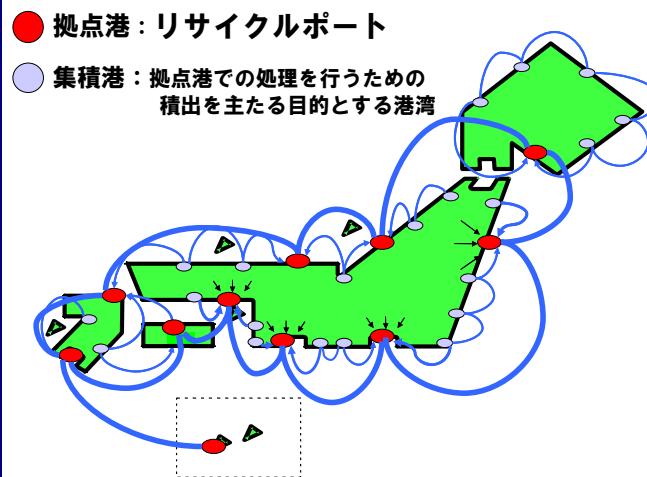 拠点港：リサイクルポート
集積港：拠点港での処理を行うための
積出を主たる目的とする港湾